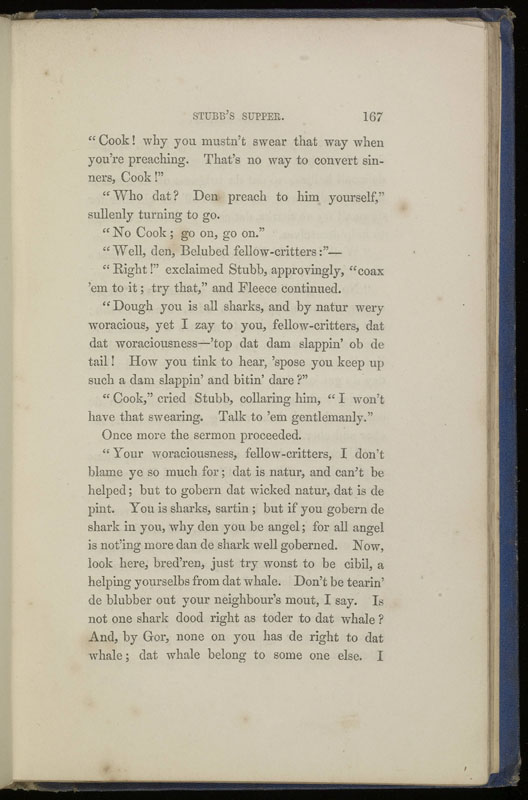 STUBB'S SUPPER. 167
“Cook! why you mustn't swear that way when
you're preaching. That's no way to convert sin-
ners, Cook!”
“Who dat? Den preach to him yourself,”
sullenly turning to go.
“No Cook; go on, go on.”
“Well, den, Belubed fellow-critters:”—
“Right!” exclaimed Stubb, approvingly, “coax
'em to it; try that,” and Fleece continued.
“Dough you is all sharks, and by natur wery
woracious, yet I zay to you, fellow-critters, dat
dat woraciousness—'top dat dam slappin' ob de
tail! How you tink to hear, 'spose you keep up
such a dam slappin' and bitin' dare?”
“Cook,” cried Stubb, collaring him, “I won't
have that swearing. Talk to 'em gentlemanly.”
Once more the sermon proceeded.
“Your woraciousness, fellow-critters, I don't
blame ye so much for; dat is natur, and can't be
helped; but to gobern dat wicked natur, dat is de
pint. You is sharks, sartin; but if you gobern de
shark in you, why den you be angel; for all angel
is not'ing more dan de shark well goberned. Now,
look here, bred'ren, just try wonst to be cibil, a
helping yourselbs from dat whale. Don't be tearin'
de blubber out your neighbour's mout, I say. Is
not one shark dood right as toder to dat whale?
And, by Gor, none on you has de right to dat
whale; dat whale belong to some one else. I